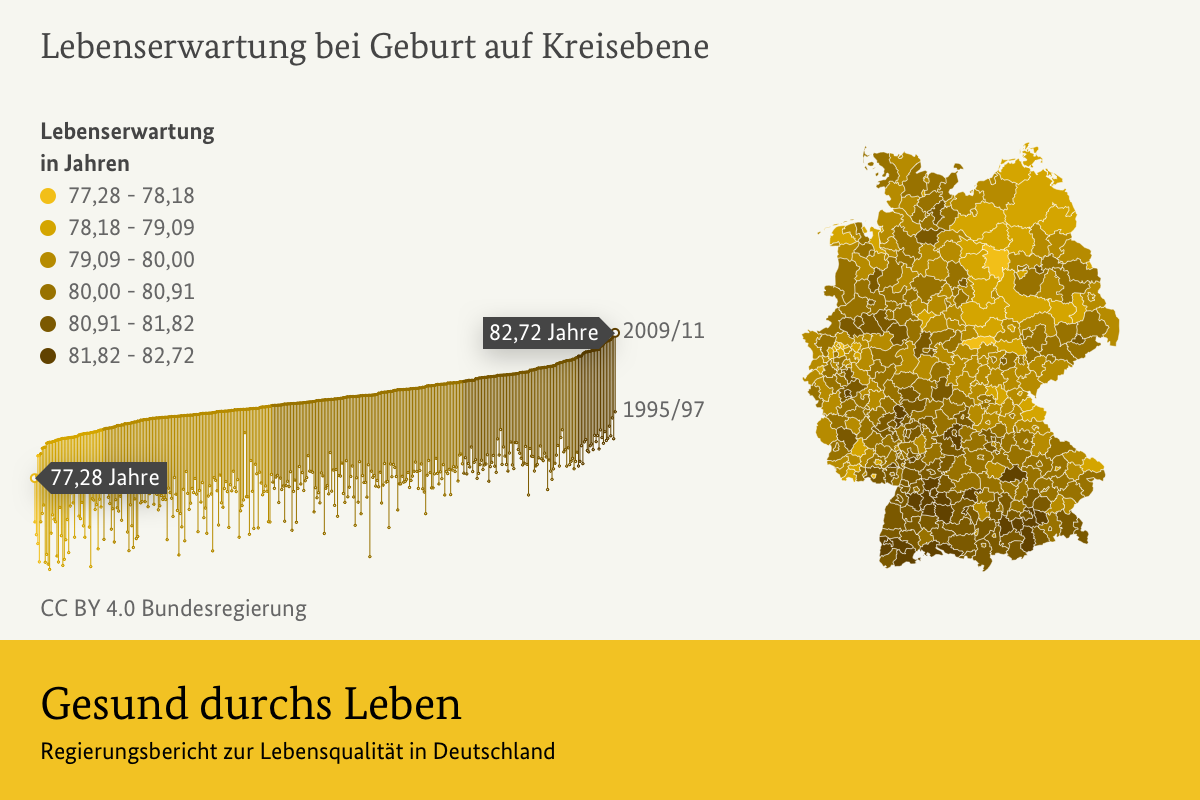 Lebenserwartung bei Geburt auf Kreisebene
Lebenserwartung
in Jahren
77,28 - 78,18
78,18 - 79,09
79,09 - 80,00
80,00 - 80,91
80,91 - 81,82
81,82 - 82,72
82,72 Jahre
2009/11
1995/97
77,28 Jahre
CC BY 4.0 Bundesregierung
Gesund durchs Leben
Regierungsbericht zur Lebensqualität in Deutschland